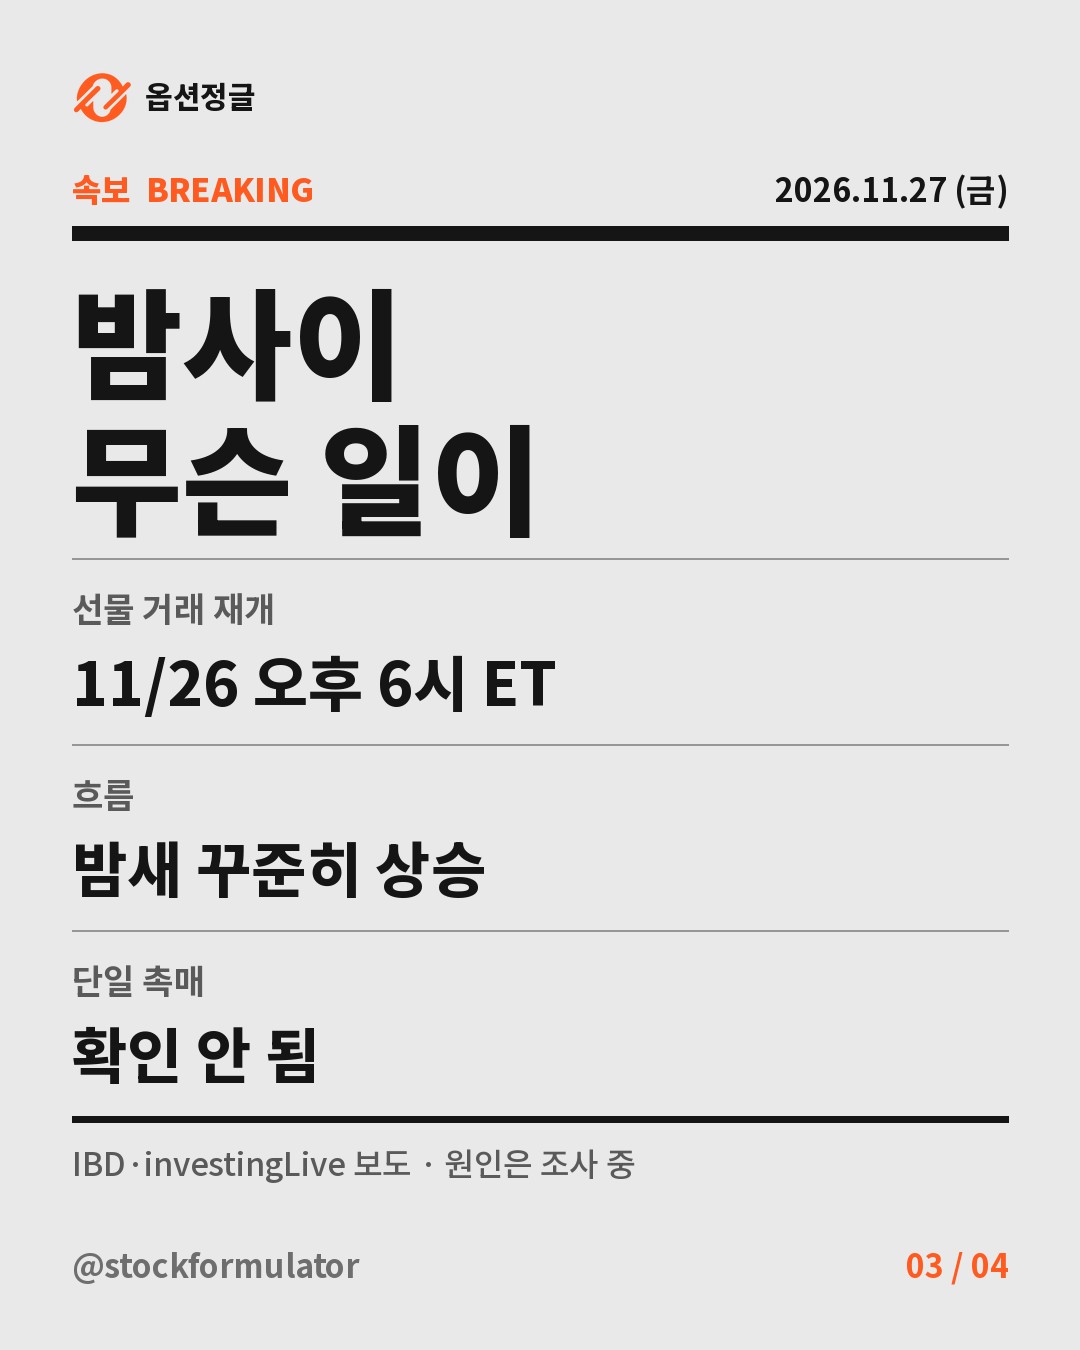 옵션정글
속보 BREAKING
2026.11.27 (금)
밤사이
무슨 일이
선물 거래 재개
11/26 오후 6시 ET
흐름
밤새 꾸준히 상승
단일 촉매
확인 안 됨
IBD·investingLive 보도 · 원인은 조사 중
@stockformulator
03 / 04